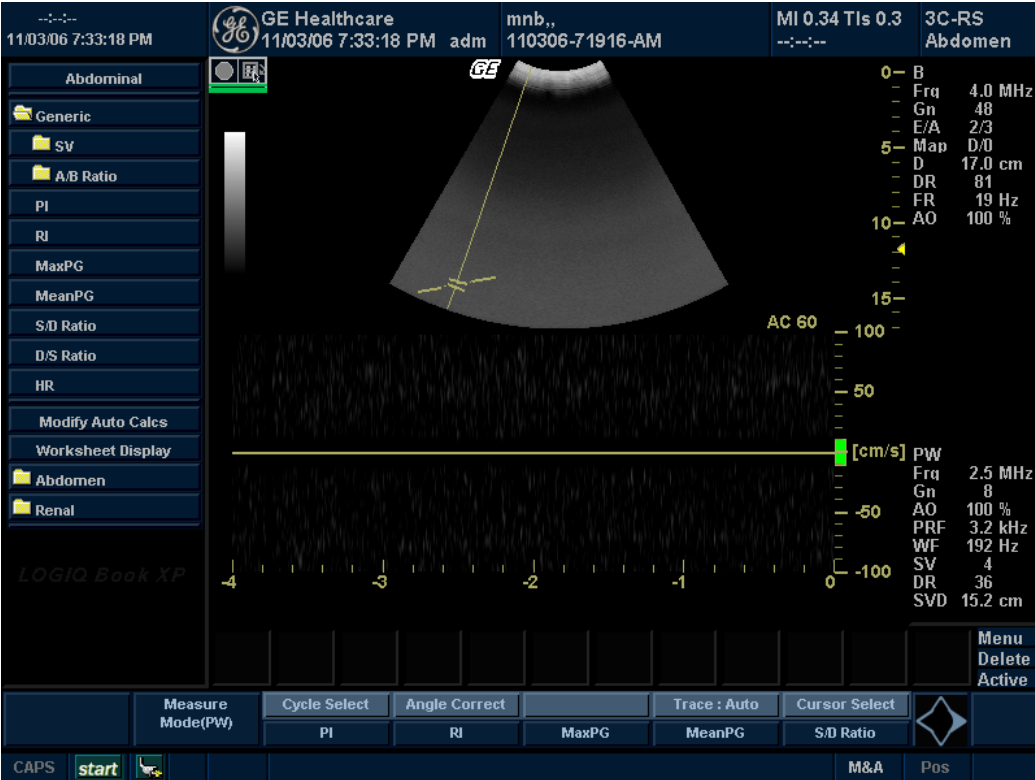 --:--:--
11/03/06 7:33:18 PM
GE Healthcare
11/03/06 7:33:18 PM adm
mnb,,
110306-71916-AM
MI 0.34 TIs 0.3
--:--:--
3C-RS
Abdomen
Abdominal
Generic
SV
A/B Ratio
PI
RI
MaxPG
MeanPG
S/D Ratio
D/S Ratio
HR
Modify Auto Calcs
Worksheet Display
Abdomen
Renal
LOGIQ Book XP
GE
0
5
10
15
B
Frq 4.0 MHz
Gn 48
E/A 2/3
Map D/0
D 17.0 cm
DR 81
FR 19 Hz
AO 100 %
AC 60
100
50
[cm/s]
-50
-100
-4 -3 -2 -1 0
PW
Frq 2.5 MHz
Gn 8
AO 100 %
PRF 3.2 kHz
WF 192 Hz
SV 4
DR 36
SVD 15.2 cm
Menu
Delete
Active
Measure
Mode(PW)
Cycle Select Angle Correct Trace : Auto Cursor Select
PI RI MaxPG MeanPG S/D Ratio
CAPS start M&A Pos